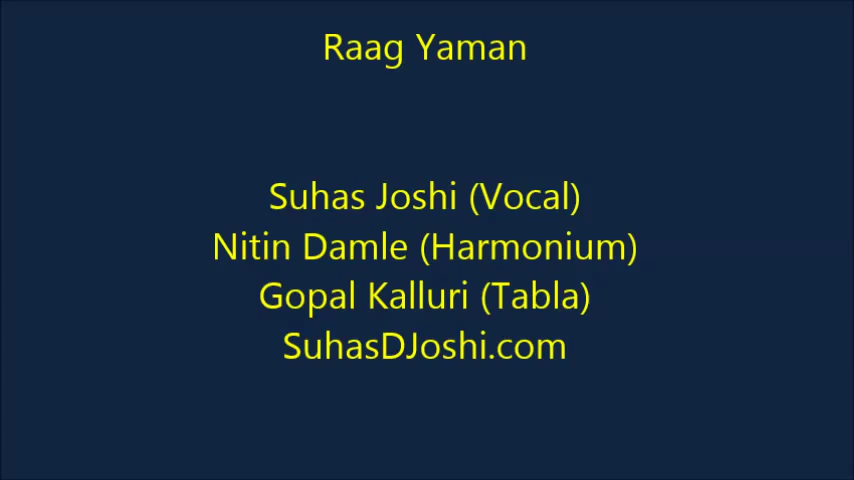 Raag Yaman
Suhas Joshi (Vocal)
Nitin Damle (Harmonium)
Gopal Kalluri (Tabla)
SuhasDJoshi.com